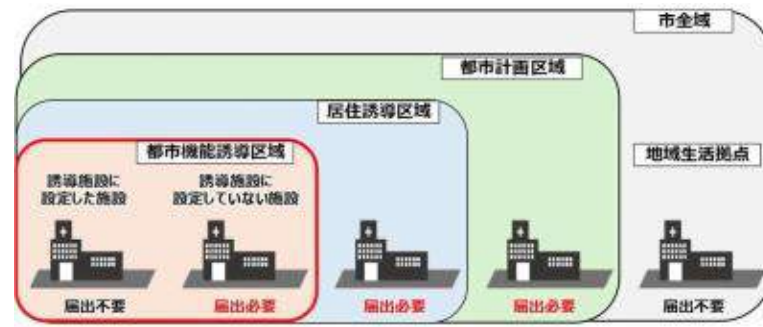 市全域
都市計画区域
居住誘導区域
都市機能誘導区域
地域生活拠点
誘導施設に
設定した施設
誘導施設に
設定していない施設
届出不要
届出必要
届出必要
届出必要
届出不要